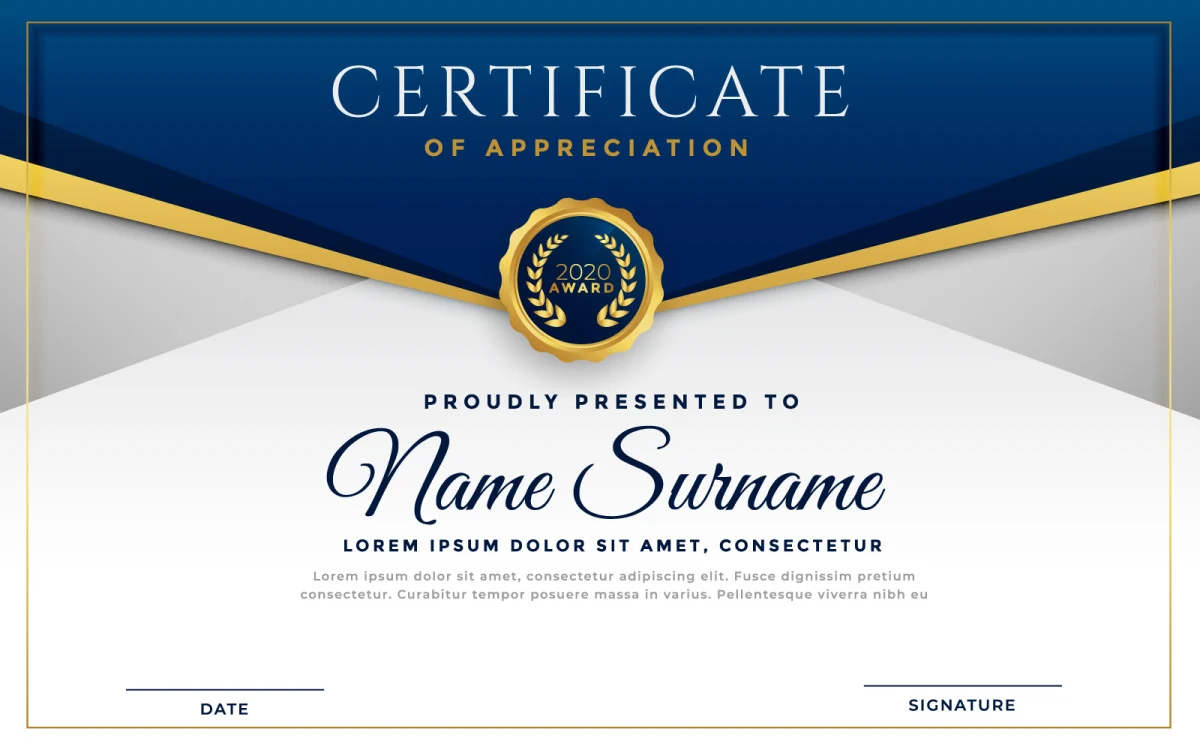 CERTIFICATE
OF APPRECIATION
2020
AWARD
PROUDLY PRESENTED TO
Name Surname
LOREM IPSUM DOLOR SIT AMET, CONSECTETUR
Lorem ipsum dolor sit amet, consectetur adipiscing elit. Fusce dignissim pretium
consectetur. Curabitur tempor posuere massa in varius. Pellentesque viverra nibh eu
DATE
SIGNATURE